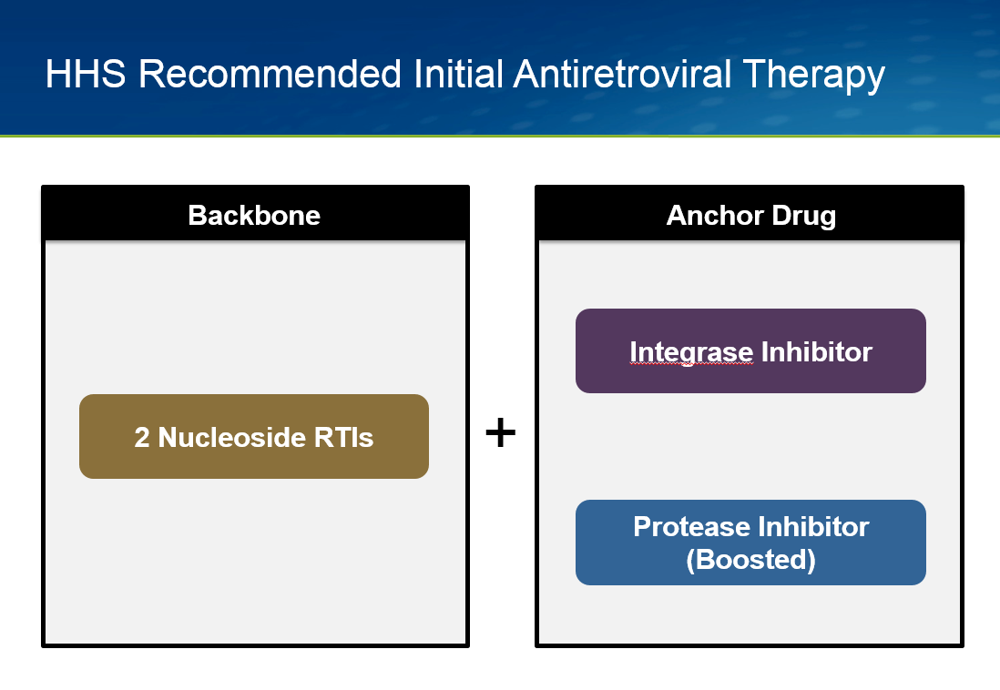 HHS Recommended Initial Antiretroviral Therapy
Backbone
2 Nucleoside RTIs
+
Anchor Drug
Integrase Inhibitor
Protease Inhibitor
(Boosted)